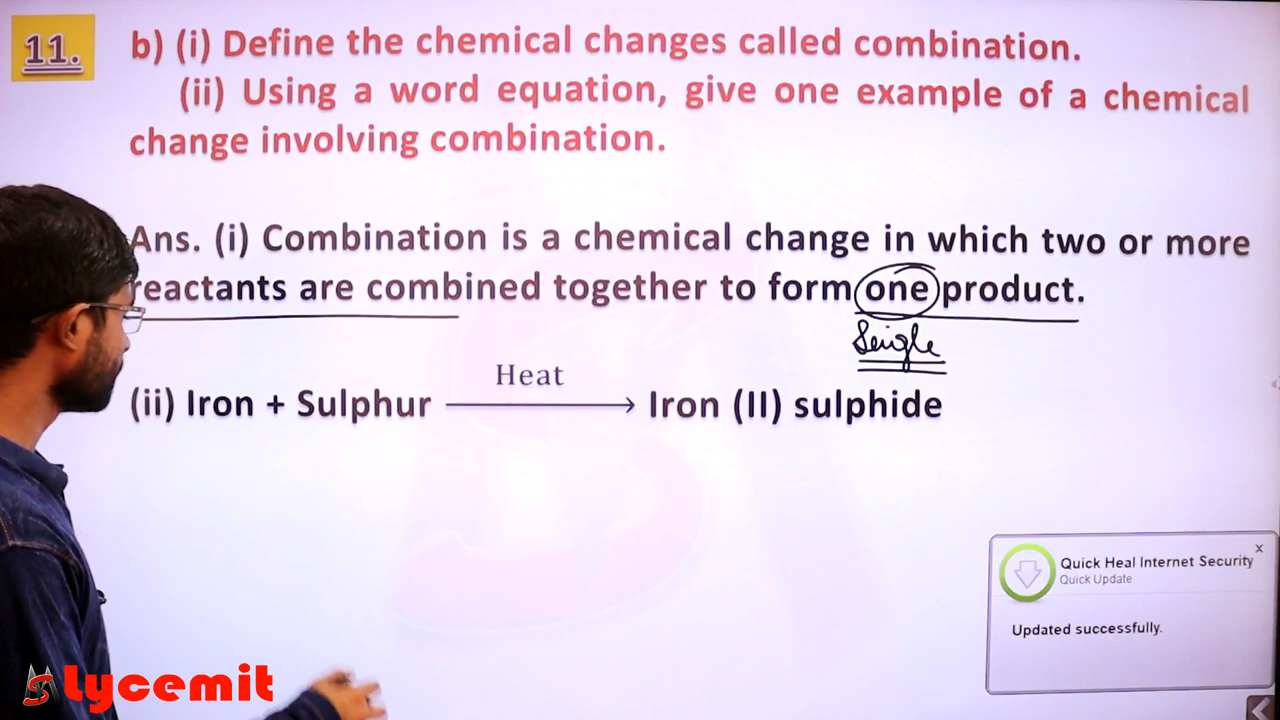 11.
b) (i) Define the chemical changes called combination.
(ii) Using a word equation, give one example of a chemical
change involving combination.
Ans. (i) Combination is a chemical change in which two or more
reactants are combined together to form one product.
Single
Heat
(ii) Iron + Sulphur ⟶ Iron (II) sulphide
Quick Heal Internet Security x
Quick Update
Updated successfully.
Lycemit